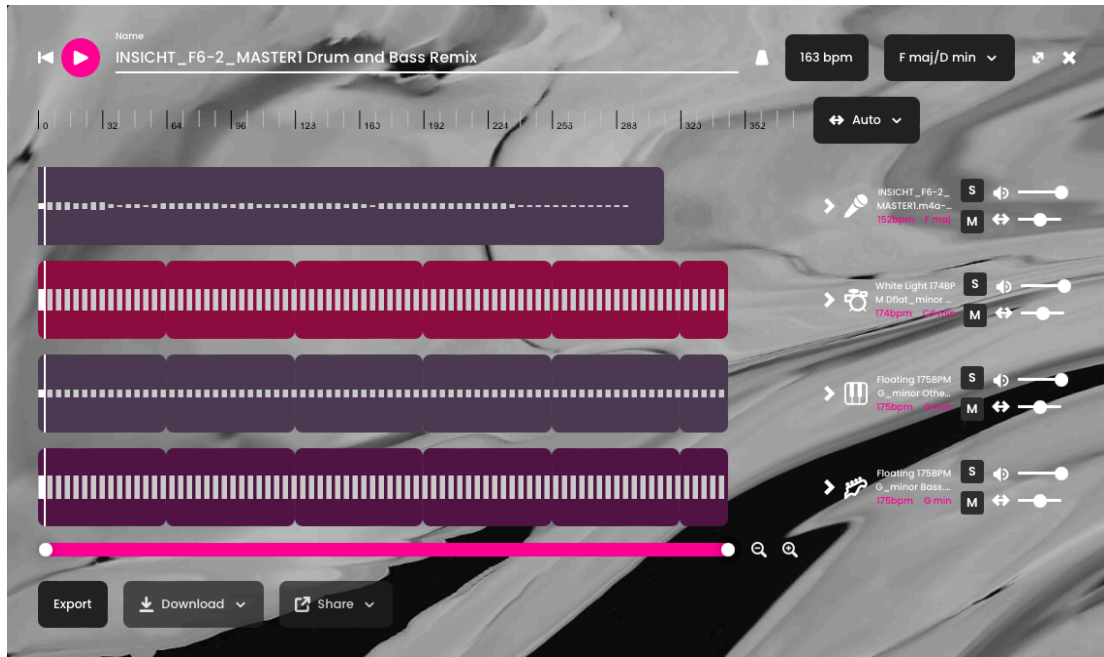 Name
INSICHT_F6-2_MASTER1 Drum and Bass Remix
163 bpm
F maj/D min
0 32 64 96 128 160 192 224 256 288 320 352
Auto
INSICHT_F6-2_
MASTER1.m4a-...
152bpm F maj
S
M
White Light 174BP
M Dflat_minor ...
174bpm C# min
S
M
Floating 175BPM
G_minor Othe...
175bpm G min
S
M
Floating 175BPM
G_minor Bass....
175bpm G min
S
M
Export
Download
Share